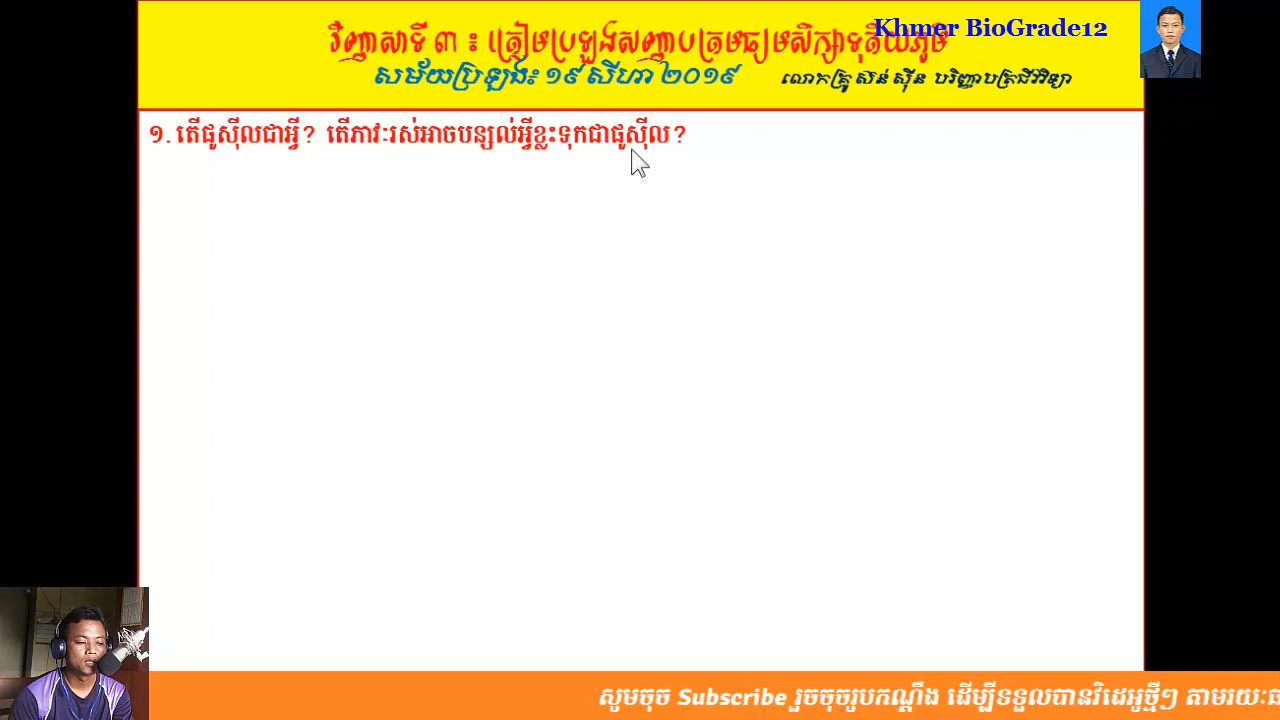 វិញ្ញាសាទី ៣ ៖ ត្រៀមប្រឡងសញ្ញាបត្រមធ្យមសិក្សាទុតិយភូមិ
Khmer BioGrade12
សម័យប្រឡង៖ ១៩ សីហា ២០១៩
លោកគ្រូ សន់ ស៊ីន បរិញ្ញាបត្រជីវវិទ្យា
១. តើផូស៊ីលជាអ្វី? តើភាវៈរស់អាចបន្សល់អ្វីខ្លះទុកជាផូស៊ីល?
សូមចុច Subscribe រួចចុចរូបកណ្ដឹង ដើម្បីទទួលបានវិដេអូថ្មីៗ តាមរយៈឆ